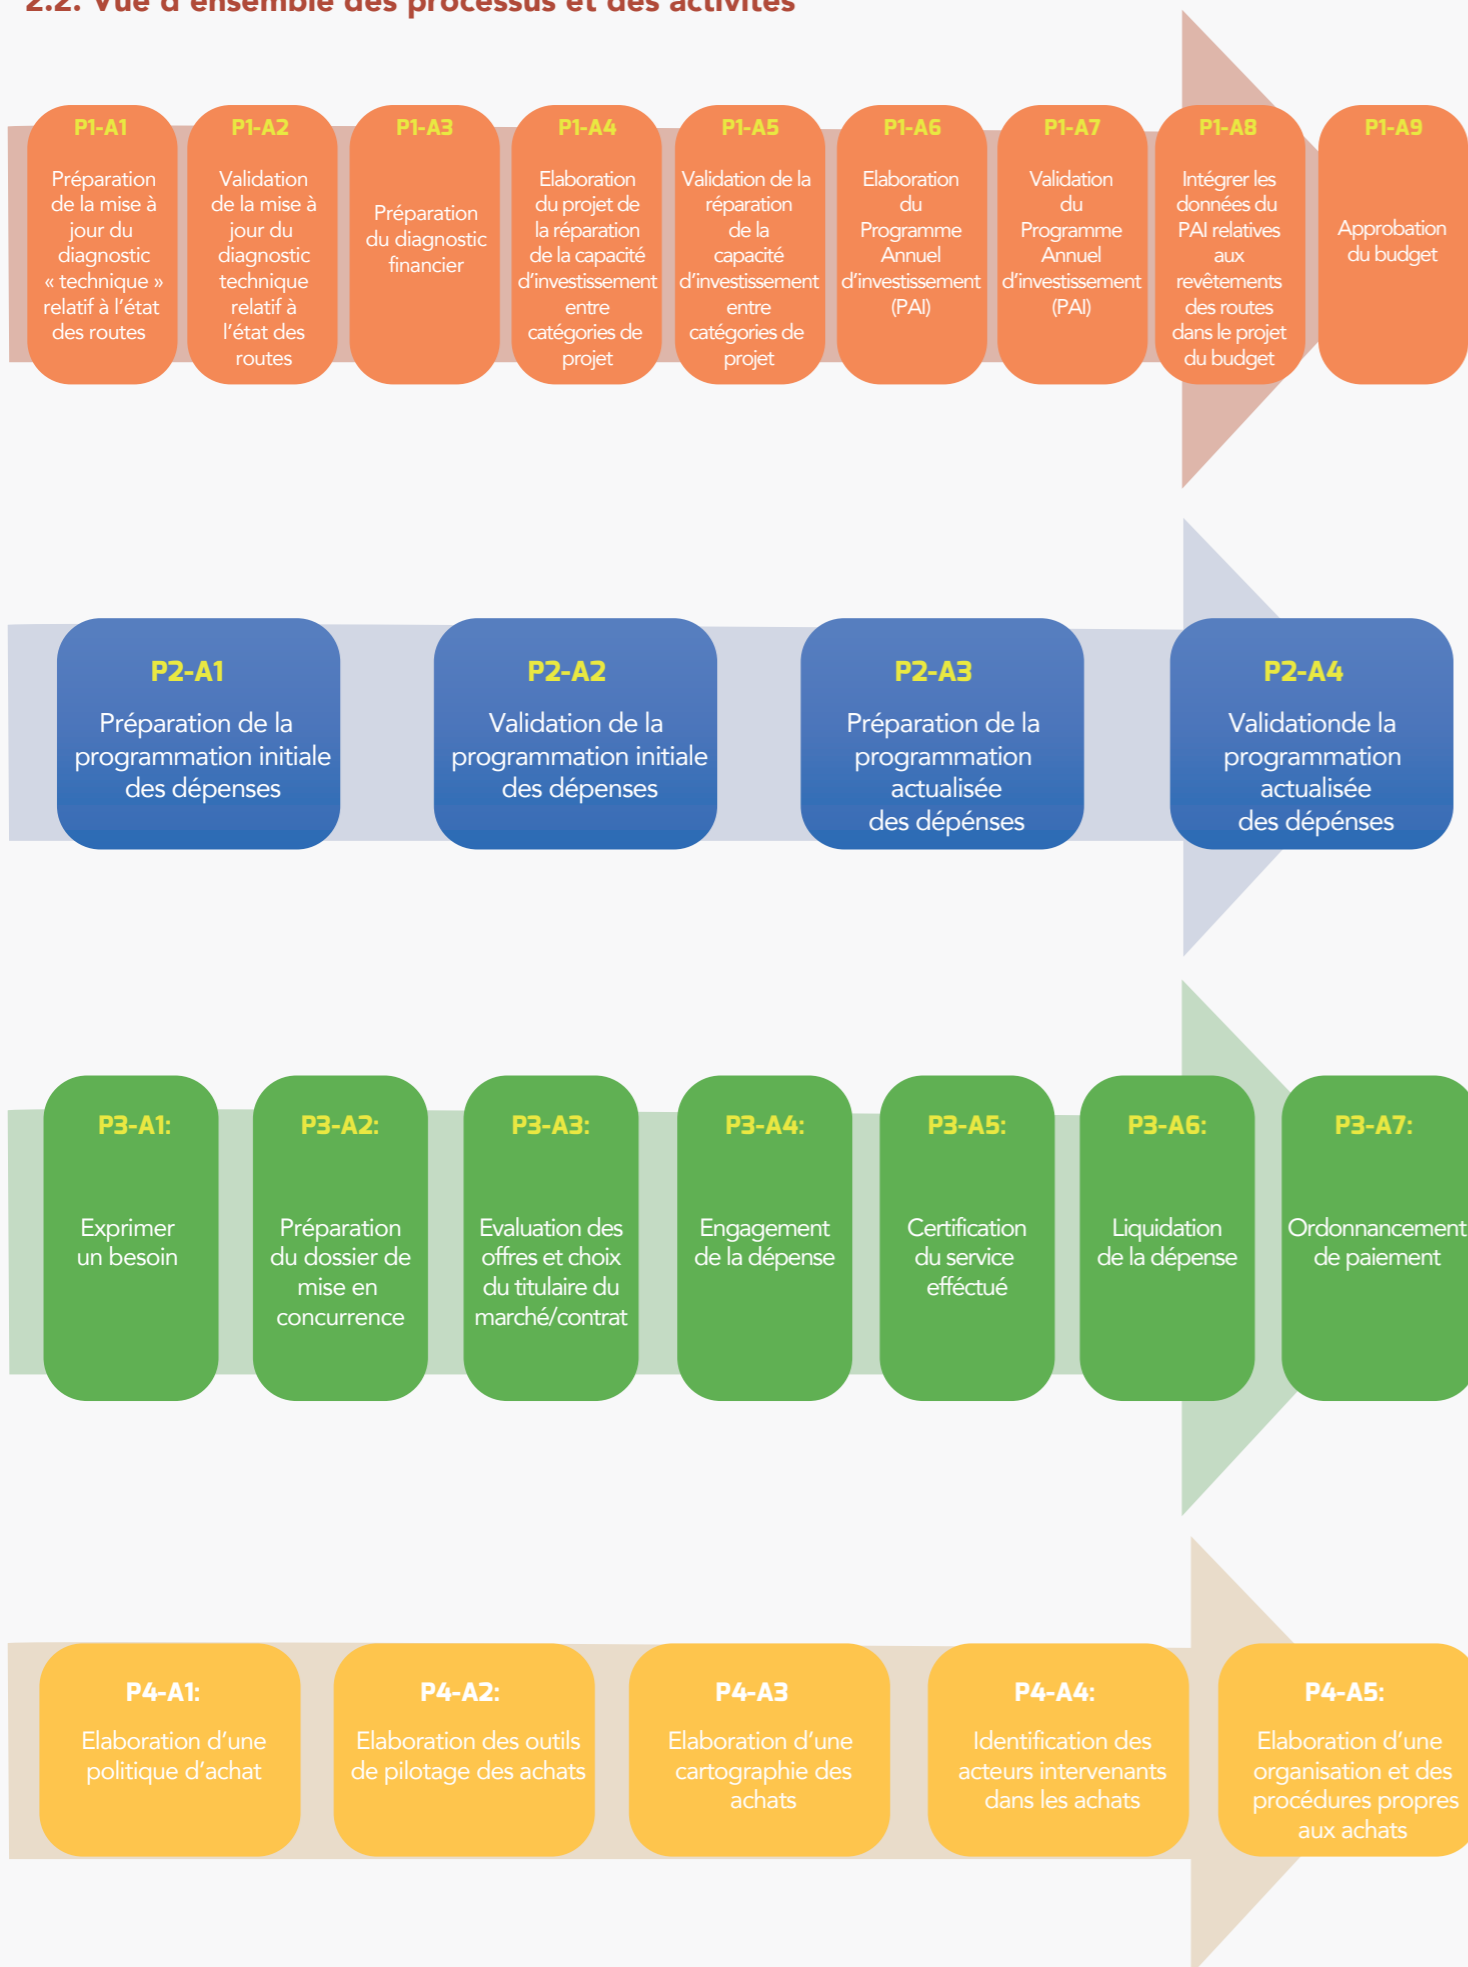 2.2. Vue d'ensemble des processus et des activités
P1-A1
Préparation
de la mise à
jour du
diagnostic
« technique »
relatif à l'état
des routes
P1-A2
Validation
de la mise à
jour du
diagnostic
technique
relatif à
l'état des
routes
P1-A3
Préparation
du diagnostic
financier
P1-A4
Elaboration
du projet de
la réparation
de la capacité
d'investissement
entre
catégories de
projet
P1-A5
Validation de la
réparation
de la
capacité
d'investissement
entre
catégories de
projet
P1-A6
Elaboration
du
Programme
Annuel
d'investissement
(PAI)
P1-A7
Validation
du
Programme
Annuel
d'investissement
(PAI)
P1-A8
Intégrer les
données du
PAI relatives
aux
revêtements
des routes
dans le projet
du budget
P1-A9
Approbation
du budget
P2-A1
Préparation de la
programmation initiale
des dépenses
P2-A2
Validation de la
programmation initiale
des dépenses
P2-A3
Préparation de la
programmation
actualisée
des dépénses
P2-A4
Validationde la
programmation
actualisée
des dépénses
P3-A1:
Exprimer
un besoin
P3-A2:
Préparation
du dossier de
mise en
concurrence
P3-A3:
Evaluation des
offres et choix
du titulaire du
marché/contrat
P3-A4:
Engagement
de la dépense
P3-A5:
Certification
du service
efféctué
P3-A6:
Liquidation
de la dépense
P3-A7:
Ordonnancement
de paiement
P4-A1:
Elaboration d'une
politique d'achat
P4-A2:
Elaboration des outils
de pilotage des achats
P4-A3
Elaboration d'une
cartographie des
achats
P4-A4:
Identification des
acteurs intervenants
dans les achats
P4-A5:
Elaboration d'une
organisation et des
procédures propres
aux achats